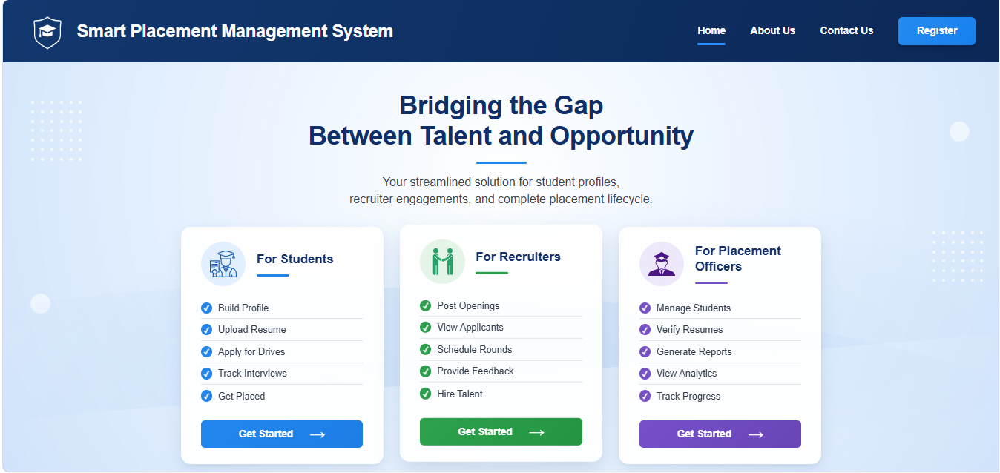 Smart Placement Management System
Home
About Us
Contact Us
Register
Bridging the Gap
Between Talent and Opportunity
Your streamlined solution for student profiles,
recruiter engagements, and complete placement lifecycle.
For Students
Build Profile
Upload Resume
Apply for Drives
Track Interviews
Get Placed
Get Started
For Recruiters
Post Openings
View Applicants
Schedule Rounds
Provide Feedback
Hire Talent
Get Started
For Placement
Officers
Manage Students
Verify Resumes
Generate Reports
View Analytics
Track Progress
Get Started